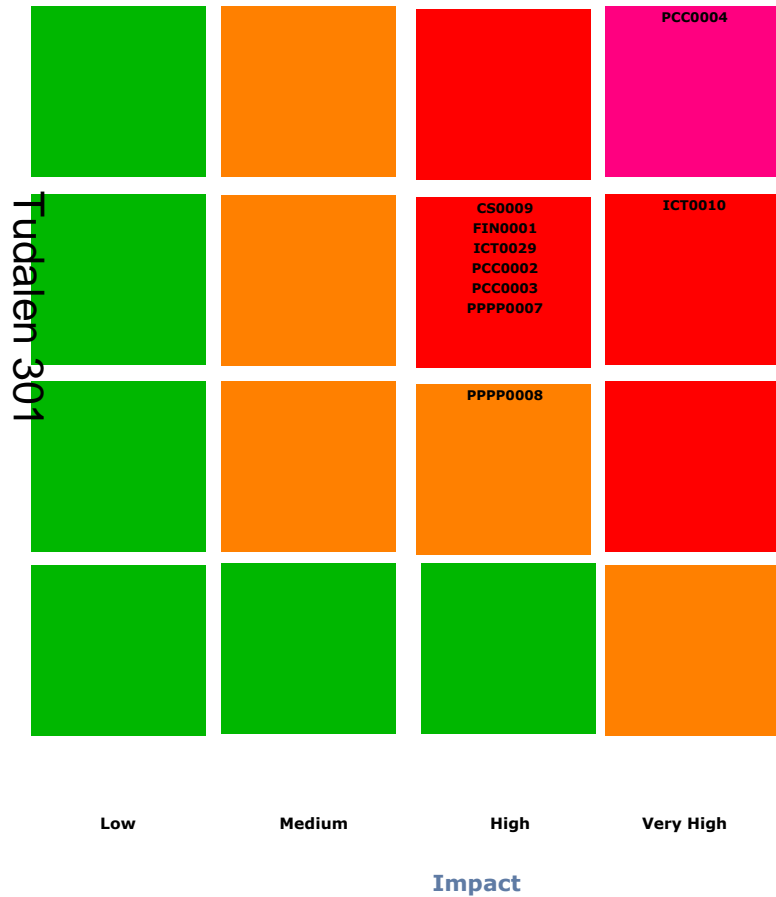 PCC0004
Tudalen 301
CS0009
FIN0001
ICT0029
PCC0002
PCC0003
PPPP0007
ICT0010
PPPP0008
Low
Medium
High
Very High
Impact